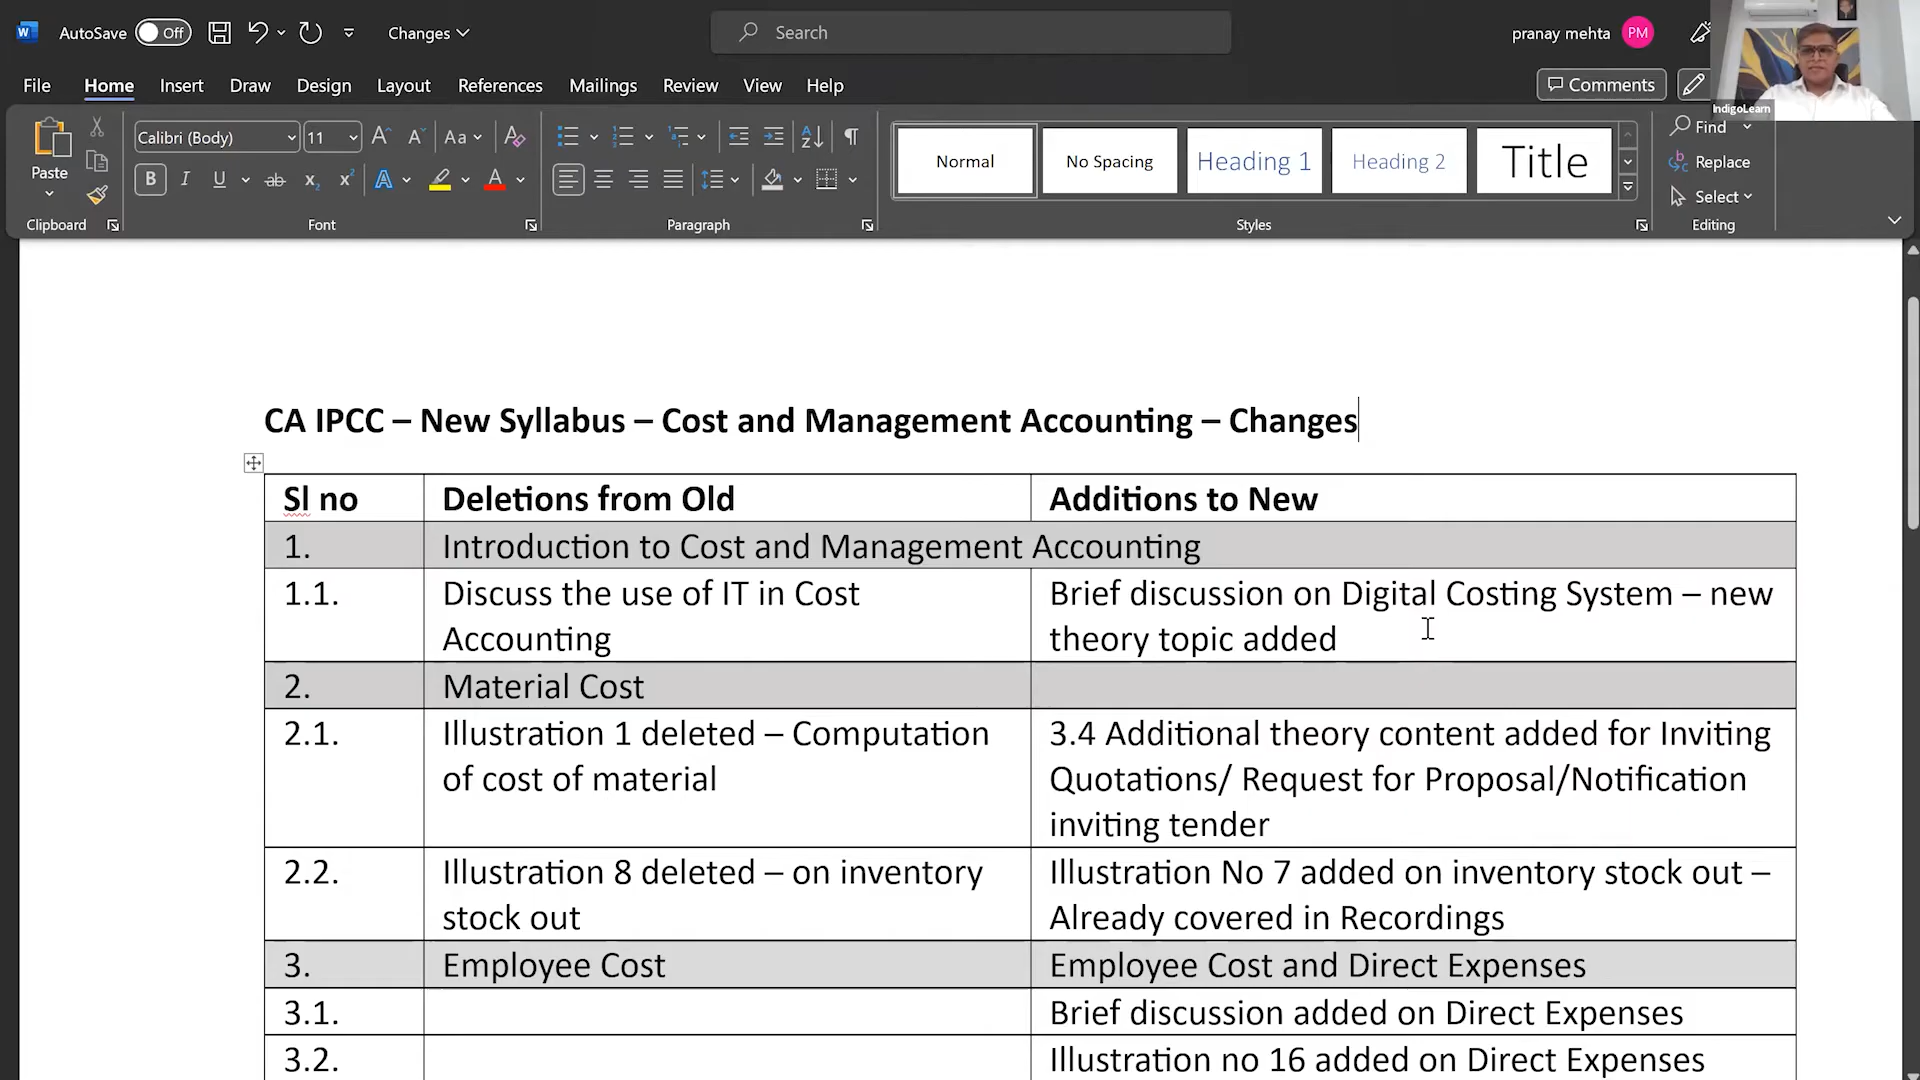 AutoSave Off Changes Search pranay mehta PM
File Home Insert Draw Design Layout References Mailings Review View Help Comments
IndigoLearn
Paste Calibri (Body) 11 Aa Normal No Spacing Heading 1 Heading 2 Title Find
Replace
Select
Clipboard Font Paragraph Styles Editing
CA IPCC – New Syllabus – Cost and Management Accounting – Changes
Sl no Deletions from Old Additions to New
1. Introduction to Cost and Management Accounting
1.1. Discuss the use of IT in Cost Brief discussion on Digital Costing System – new
Accounting theory topic added
2. Material Cost
2.1. Illustration 1 deleted – Computation 3.4 Additional theory content added for Inviting
of cost of material Quotations/ Request for Proposal/Notification
inviting tender
2.2. Illustration 8 deleted – on inventory Illustration No 7 added on inventory stock out –
stock out Already covered in Recordings
3. Employee Cost Employee Cost and Direct Expenses
3.1. Brief discussion added on Direct Expenses
3.2. Illustration no 16 added on Direct Expenses